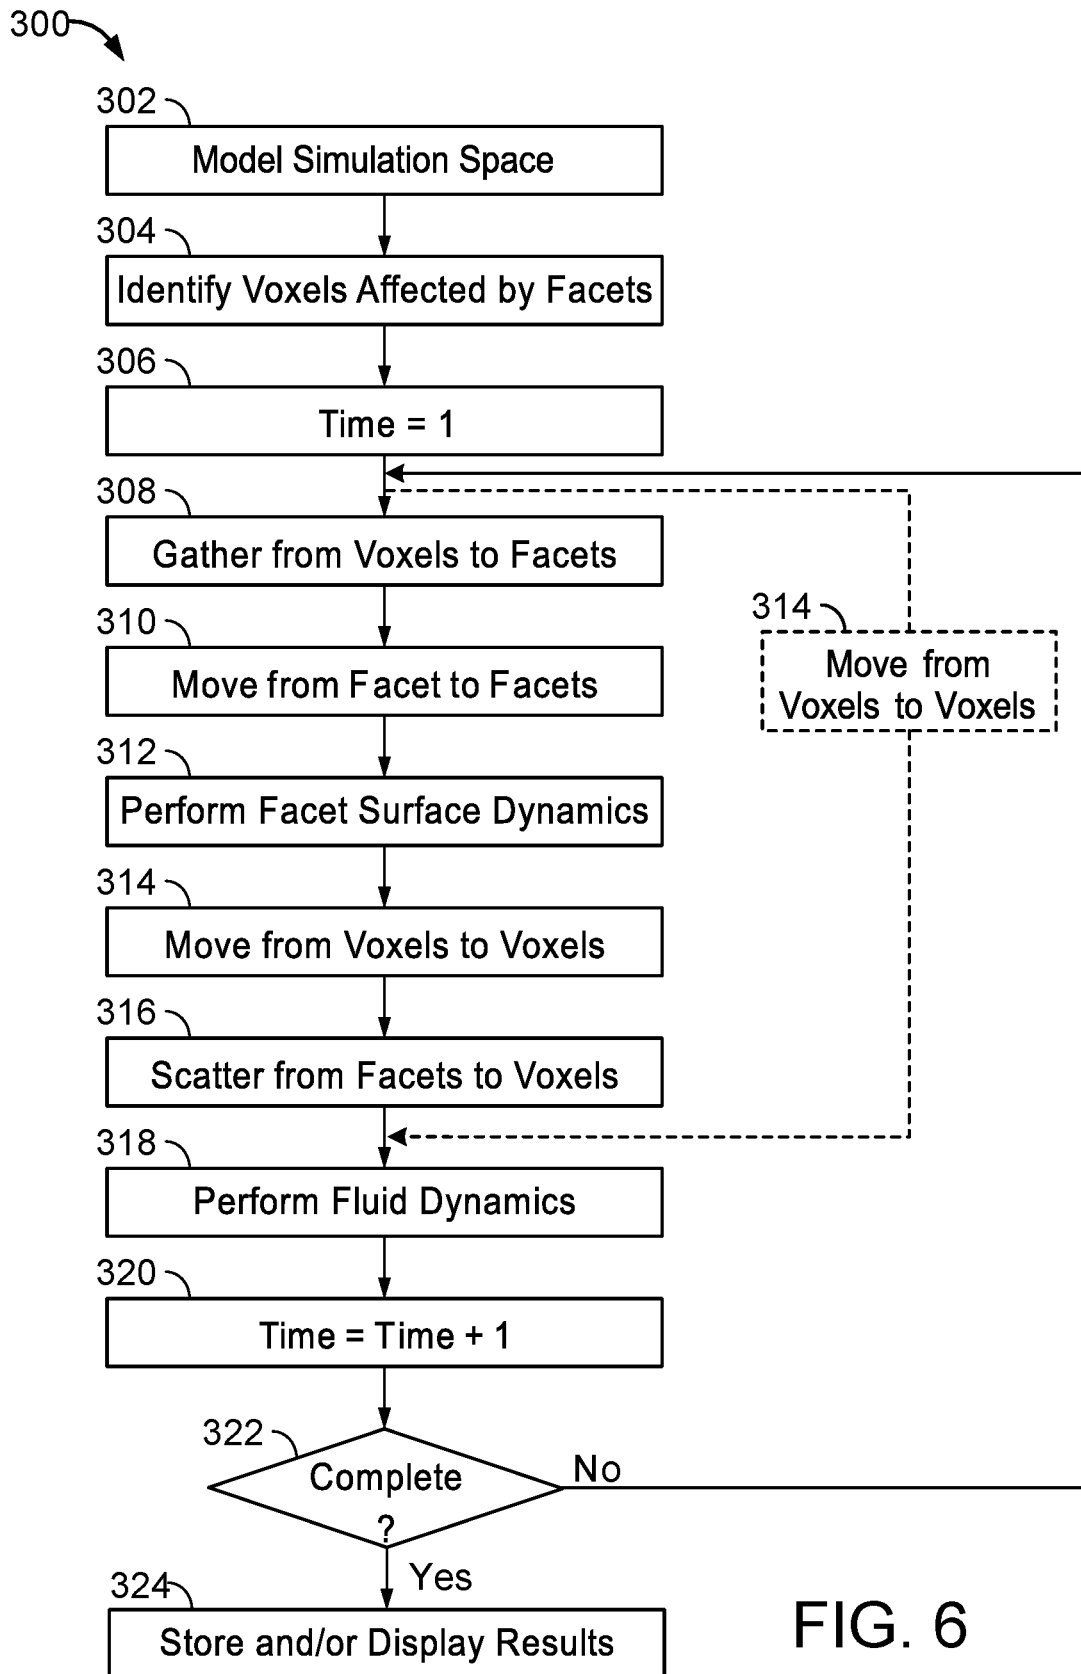 300
302
Model Simulation Space
304
Identify Voxels Affected by Facets
306
Time = 1
308
Gather from Voxels to Facets
310
Move from Facet to Facets
314
Move from
Voxels to Voxels
312
Perform Facet Surface Dynamics
314
Move from Voxels to Voxels
316
Scatter from Facets to Voxels
318
Perform Fluid Dynamics
320
Time = Time + 1
322
Complete
?
No
Yes
324
Store and/or Display Results
FIG. 6